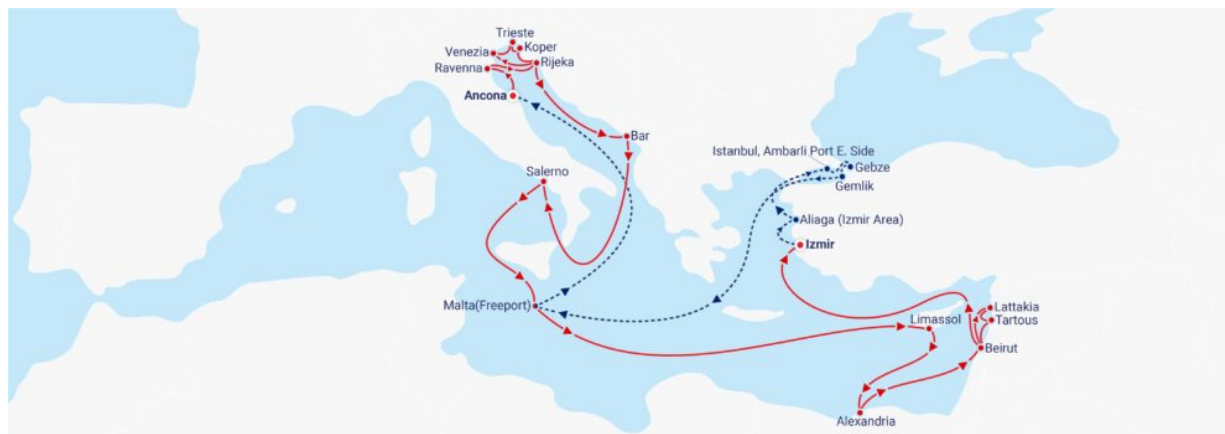 Trieste
Koper
Venezia
Rijeka
Ravenna
Ancona
Bar
Istanbul, Ambarli Port E. Side
Gebze
Salerno
Gemlik
Aliaga (Izmir Area)
Izmir
Malta(Freeport)
Lattakia
Limassol
Tartous
Beirut
Alexandria